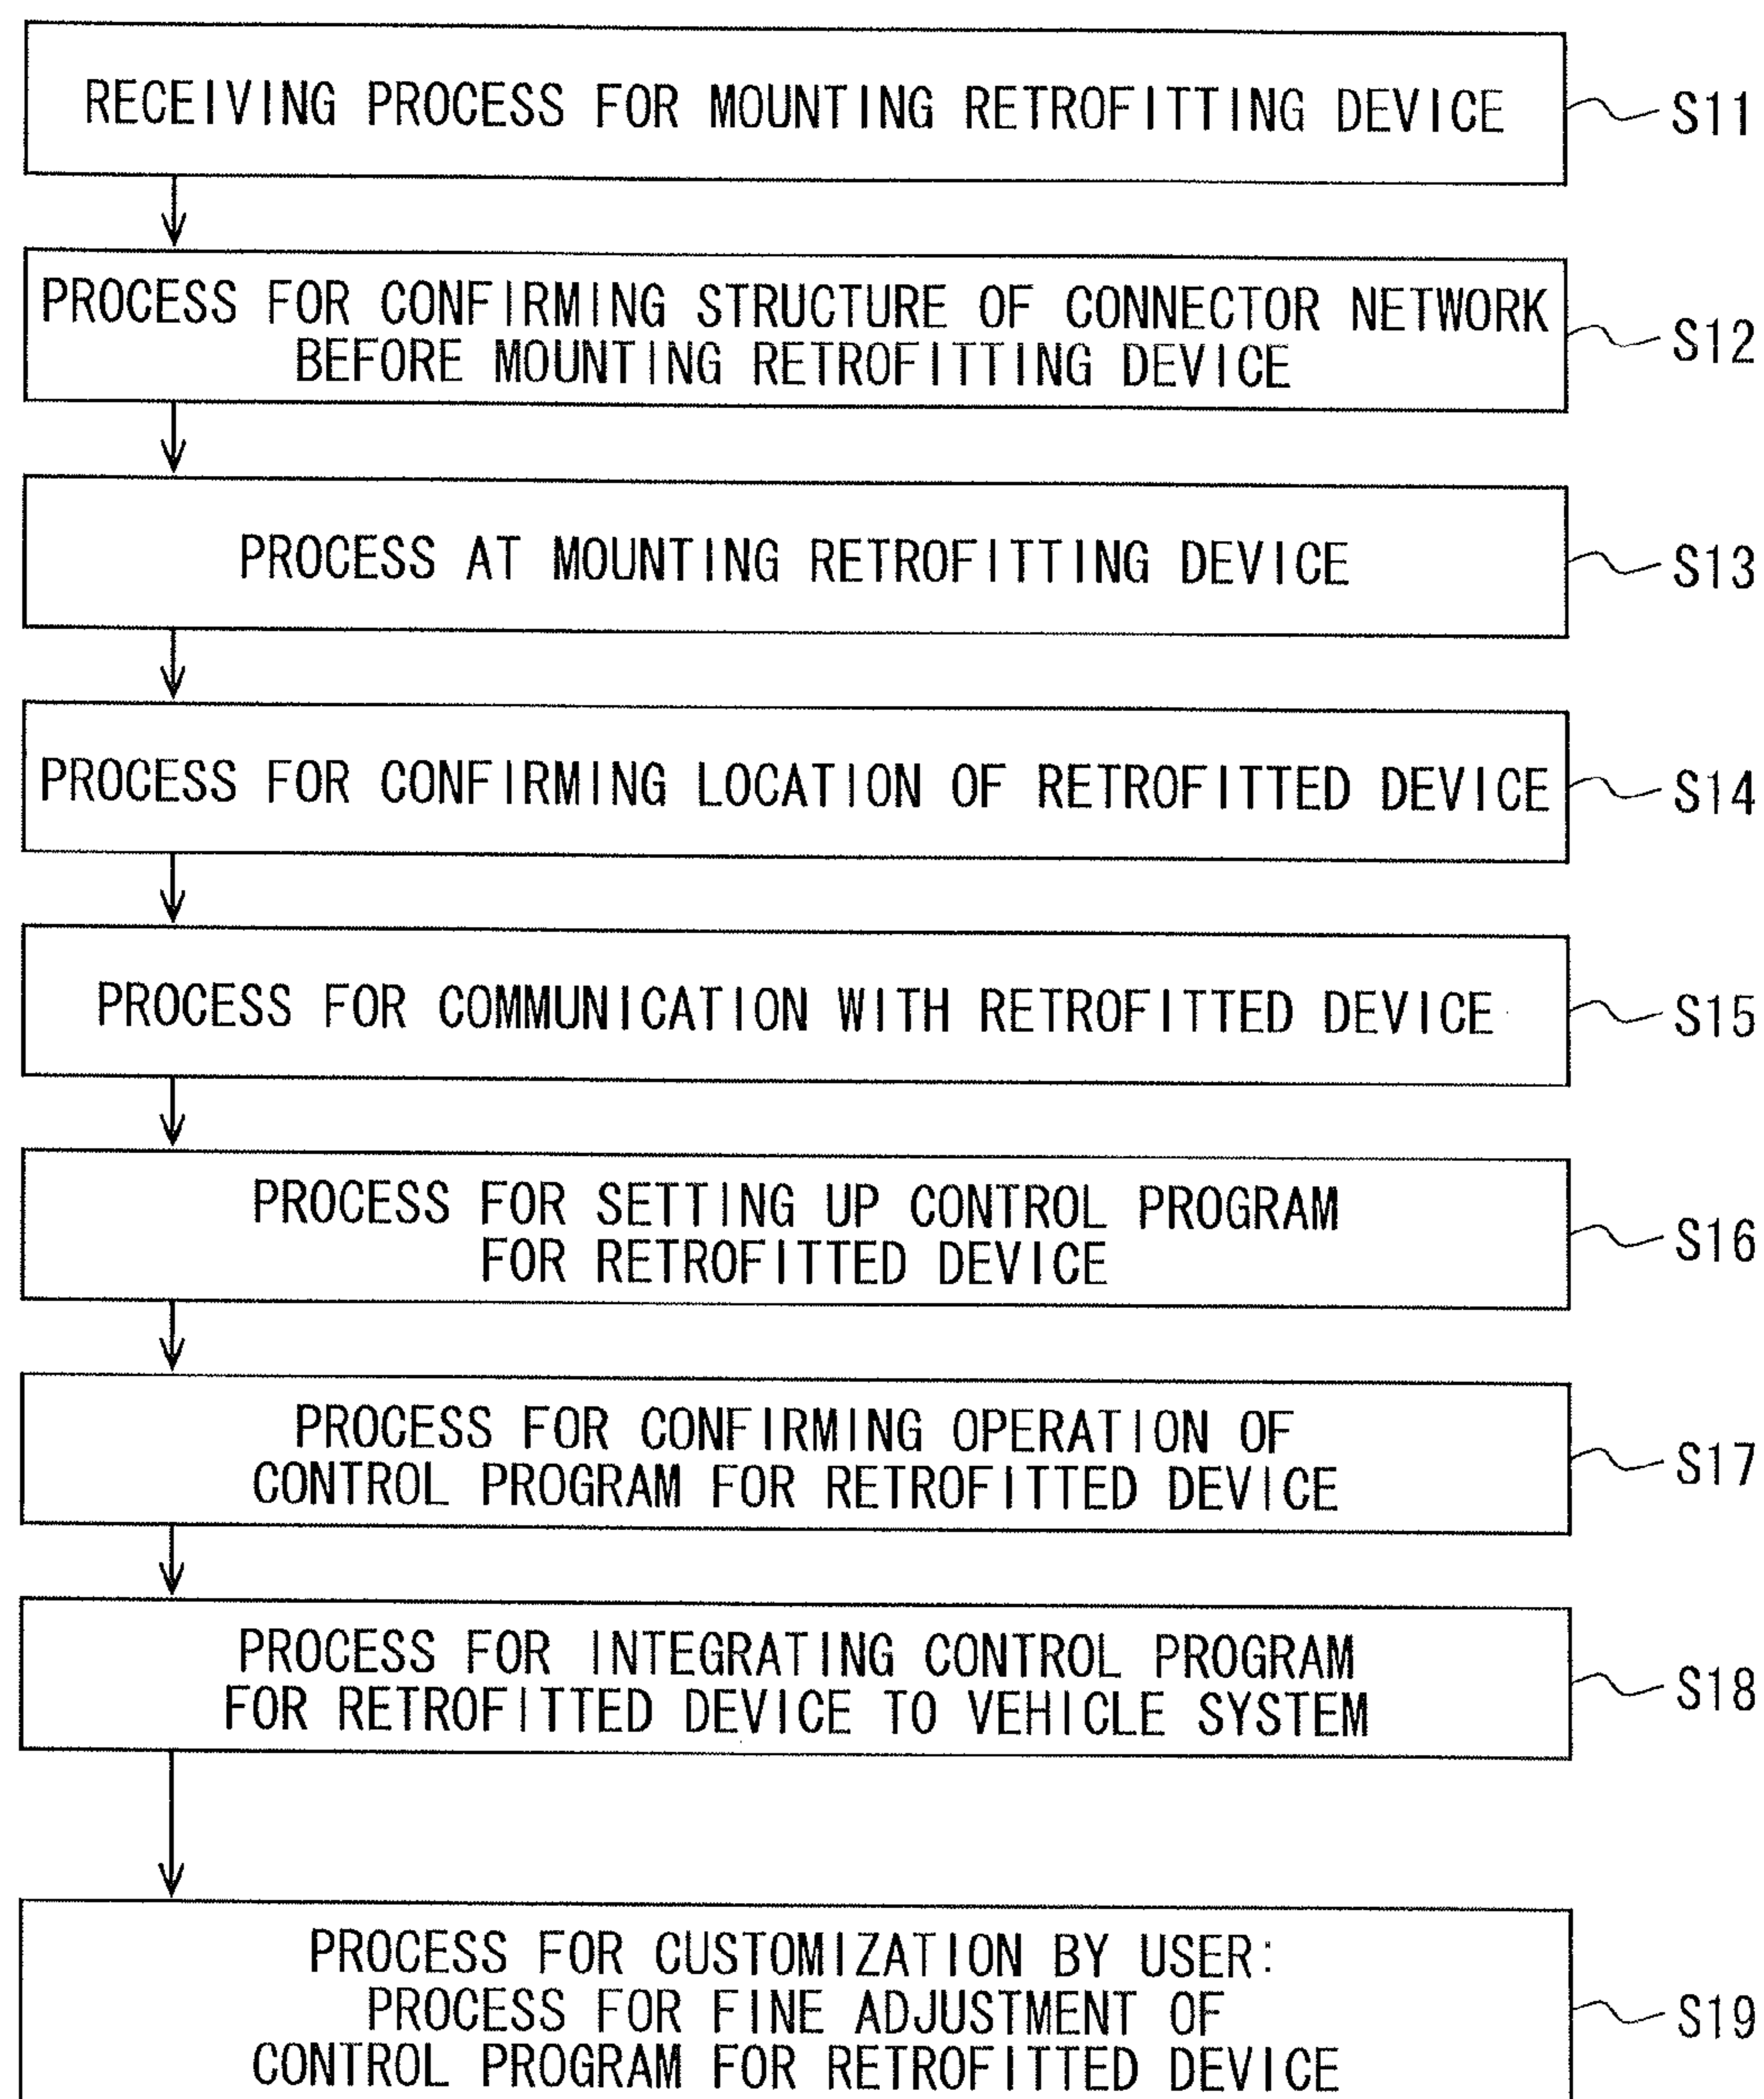 RECEIVING PROCESS FOR MOUNTING RETROFITTING DEVICE
S11
PROCESS FOR CONFIRMING STRUCTURE OF CONNECTOR NETWORK
BEFORE MOUNTING RETROFITTING DEVICE
S12
PROCESS AT MOUNTING RETROFITTING DEVICE
S13
PROCESS FOR CONFIRMING LOCATION OF RETROFITTED DEVICE
S14
PROCESS FOR COMMUNICATION WITH RETROFITTED DEVICE
S15
PROCESS FOR SETTING UP CONTROL PROGRAM
FOR RETROFITTED DEVICE
S16
PROCESS FOR CONFIRMING OPERATION OF
CONTROL PROGRAM FOR RETROFITTED DEVICE
S17
PROCESS FOR INTEGRATING CONTROL PROGRAM
FOR RETROFITTED DEVICE TO VEHICLE SYSTEM
S18
PROCESS FOR CUSTOMIZATION BY USER:
PROCESS FOR FINE ADJUSTMENT OF
CONTROL PROGRAM FOR RETROFITTED DEVICE
S19